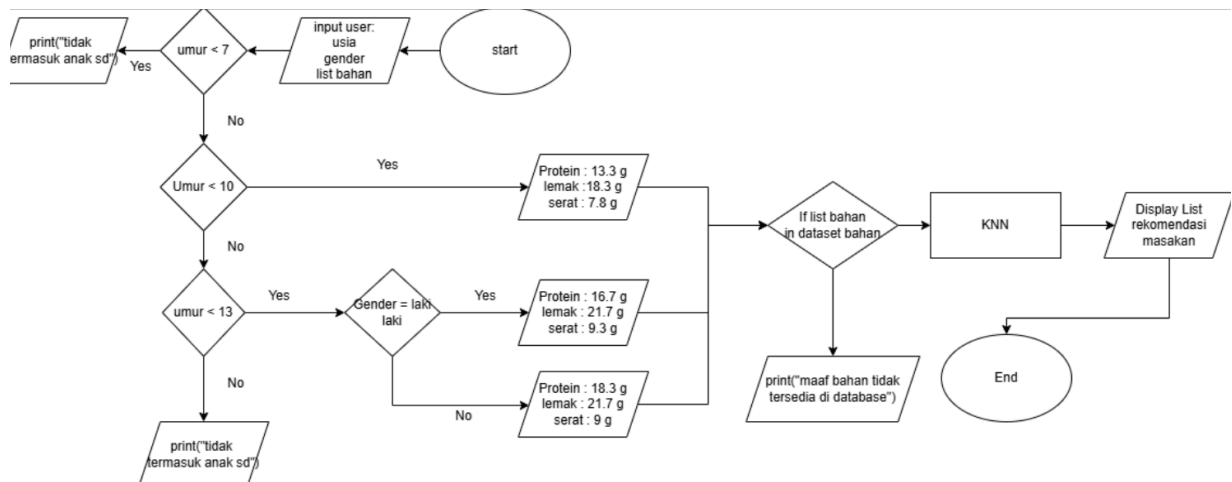 start
input user:
usia
gender
list bahan
umur < 7
Yes
print("tidak
ermasuk anak sd")
No
Umur < 10
Yes
Protein : 13.3 g
lemak :18.3 g
serat : 7.8 g
No
umur < 13
Yes
Gender = laki
laki
Yes
Protein : 16.7 g
lemak : 21.7 g
serat : 9.3 g
No
Protein : 18.3 g
lemak : 21.7 g
serat : 9 g
No
print("tidak
termasuk anak sd")
If list bahan
in dataset bahan
KNN
Display List
rekomendasi
masakan
print("maaf bahan tidak
tersedia di database")
End